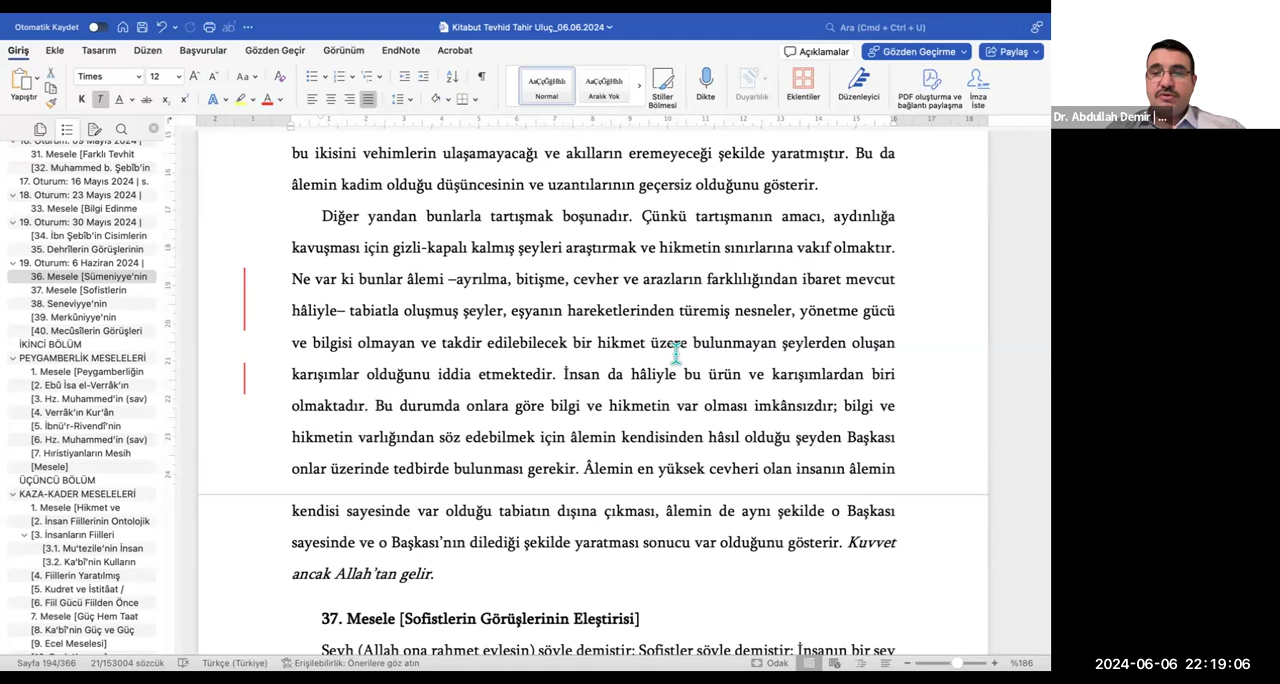 Otomatik Kaydet
Kitabut Tevhid Tahir Uluç_06.06.2024
Ara (Cmd + Ctrl + U)
Giriş Ekle Tasarım Düzen Başvurular Gözden Geçir Görünüm EndNote Acrobat
Açıklamalar Gözden Geçirme Paylaş
Yapıştır
Times 12
Normal
Aralık Yok
Stiller Bölmesi
Dikte
Duyarlılık
Eklentiler
Düzenleyici
PDF oluşturma ve bağlantı paylaşma
İmza İste
Dr. Abdullah Demir | ...
31. Mesele [Farklı Tevhit
[32. Muhammed b. Şebîb’in
17. Oturum: 16 Mayıs 2024 | s.
18. Oturum: 23 Mayıs 2024 |
33. Mesele [Bilgi Edinme
19. Oturum: 30 Mayıs 2024 |
[34. İbn Şebîb’in Cisimlerin
35. Dehrîlerin Görüşlerinin
19. Oturum: 6 Haziran 2024 |
36. Mesele [Sümeniyye’nin
37. Mesele [Sofistlerin
38. Seneviyye’nin
[39. Merkûniyye’nin
[40. Mecûsîlerin Görüşleri
İKİNCİ BÖLÜM
PEYGAMBERLİK MESELELERİ
1. Mesele [Peygamberliğin
[2. Ebû İsa el-Verrâk’ın
[3. Hz. Muhammed’in (sav)
[4. Verrâk’ın Kur’ân
[5. İbnü’r-Rivendî’nin
[6. Hz. Muhammed’in (sav)
[7. Hıristiyanların Mesih
[Mesele]
ÜÇÜNCÜ BÖLÜM
KAZA-KADER MESELELERİ
1. Mesele [Hikmet ve
[2. İnsan Fiillerinin Ontolojik
[3. İnsanların Fiilleri
[3.1. Mu’tezile’nin İnsan
[3.2. Ka‘bî’nin Kulların
[4. Fiillerin Yaratılmış
[5. Kudret ve İstitâat /
[6. Fiil Gücü Fiilden Önce
7. Mesele [Güç Hem Taat
[8. Ka‘bî’nin Güç ve Güç
[9. Ecel Meselesi]
bu ikisini vehimlerin ulaşamayacağı ve akılların eremeyeceği şekilde yaratmıştır. Bu da
âlemin kadim olduğu düşüncesinin ve uzantılarının geçersiz olduğunu gösterir.
Diğer yandan bunlarla tartışmak boşunadır. Çünkü tartışmanın amacı, aydınlığa
kavuşması için gizli-kapalı kalmış şeyleri araştırmak ve hikmetin sınırlarına vakıf olmaktır.
Ne var ki bunlar âlemi –ayrılma, bitişme, cevher ve arazların farklılığından ibaret mevcut
hâliyle– tabiatla oluşmuş şeyler, eşyanın hareketlerinden türemiş nesneler, yönetme gücü
ve bilgisi olmayan ve takdir edilebilecek bir hikmet üzere bulunmayan şeylerden oluşan
karışımlar olduğunu iddia etmektedir. İnsan da hâliyle bu ürün ve karışımlardan biri
olmaktadır. Bu durumda onlara göre bilgi ve hikmetin var olması imkânsızdır; bilgi ve
hikmetin varlığından söz edebilmek için âlemin kendisinden hâsıl olduğu şeyden Başkası
onlar üzerinde tedbirde bulunması gerekir. Âlemin en yüksek cevheri olan insanın âlemin
kendisi sayesinde var olduğu tabiatın dışına çıkması, âlemin de aynı şekilde o Başkası
sayesinde ve o Başkası’nın dilediği şekilde yaratması sonucu var olduğunu gösterir. Kuvvet
ancak Allah’tan gelir.
37. Mesele [Sofistlerin Görüşlerinin Eleştirisi]
Şeyh (Allah ona rahmet eylesin) şöyle demiştir: Sofistler şöyle demiştir: İnsanın bir şey
Sayfa 194/366 21/153004 sözcük Türkçe (Türkiye) Erişilebilirlik: Önerilere göz atın Odak %186
2024-06-06 22:19:06